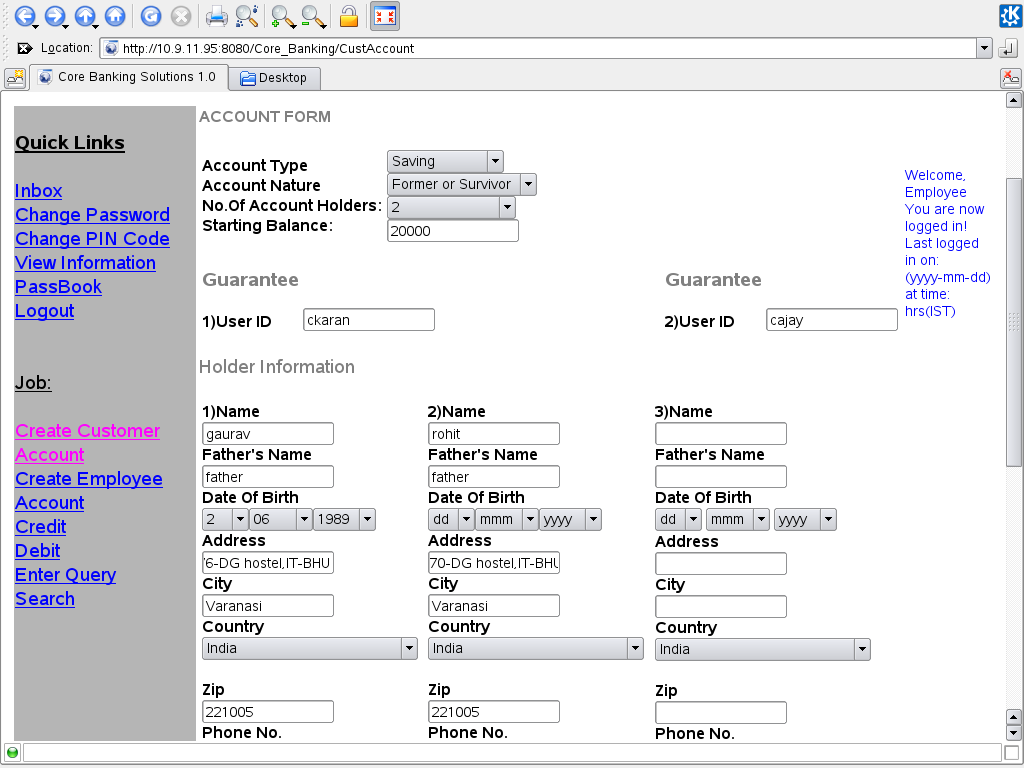 Location: http://10.9.11.95:8080/Core_Banking/CustAccount
Core Banking Solutions 1.0 Desktop
Quick Links
Inbox
Change Password
Change PIN Code
View Information
PassBook
Logout
Job:
Create Customer
Account
Create Employee
Account
Credit
Debit
Enter Query
Search
ACCOUNT FORM
Account Type Saving
Account Nature Former or Survivor
No.Of Account Holders: 2
Starting Balance: 20000
Welcome,
Employee
You are now
logged in!
Last logged
in on:
(yyyy-mm-dd)
at time:
hrs(IST)
Guarantee Guarantee
1)User ID ckaran 2)User ID cajay
Holder Information
1)Name 2)Name 3)Name
gaurav rohit
Father's Name Father's Name Father's Name
father father
Date Of Birth Date Of Birth Date Of Birth
2 06 1989 dd mmm yyyy dd mmm yyyy
Address Address Address
6-DG hostel,IT-BHU 70-DG hostel,IT-BHU
City City City
Varanasi Varanasi
Country Country Country
India India India
Zip Zip Zip
221005 221005
Phone No. Phone No. Phone No.